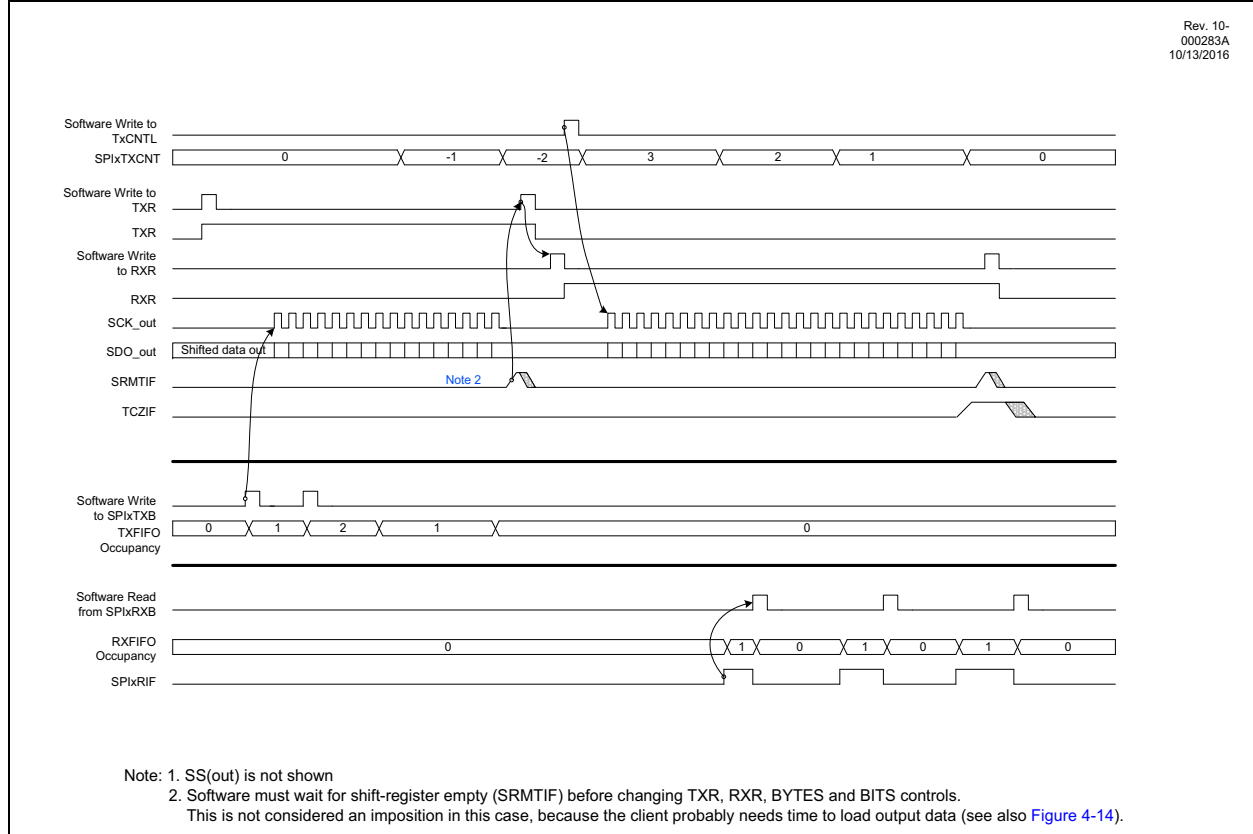 Rev. 10-
000283A
10/13/2016
Software Write to
TxCNTL
SPIxTXCNT
0
-1
-2
3
2
1
0
Software Write to
TXR
TXR
Software Write
to RXR
RXR
SCK_out
SDO_out
Shifted data out
SRMTIF
Note 2
TCZIF
Software Write
to SPIxTXB
TXFIFO
Occupancy
0
1
2
1
0
Software Read
from SPIxRXB
RXFIFO
Occupancy
0
1
0
1
0
1
0
SPIxRIF
Note: 1. SS(out) is not shown
2. Software must wait for shift-register empty (SRMTIF) before changing TXR, RXR, BYTES and BITS controls.
This is not considered an imposition in this case, because the client probably needs time to load output data (see also Figure 4-14).